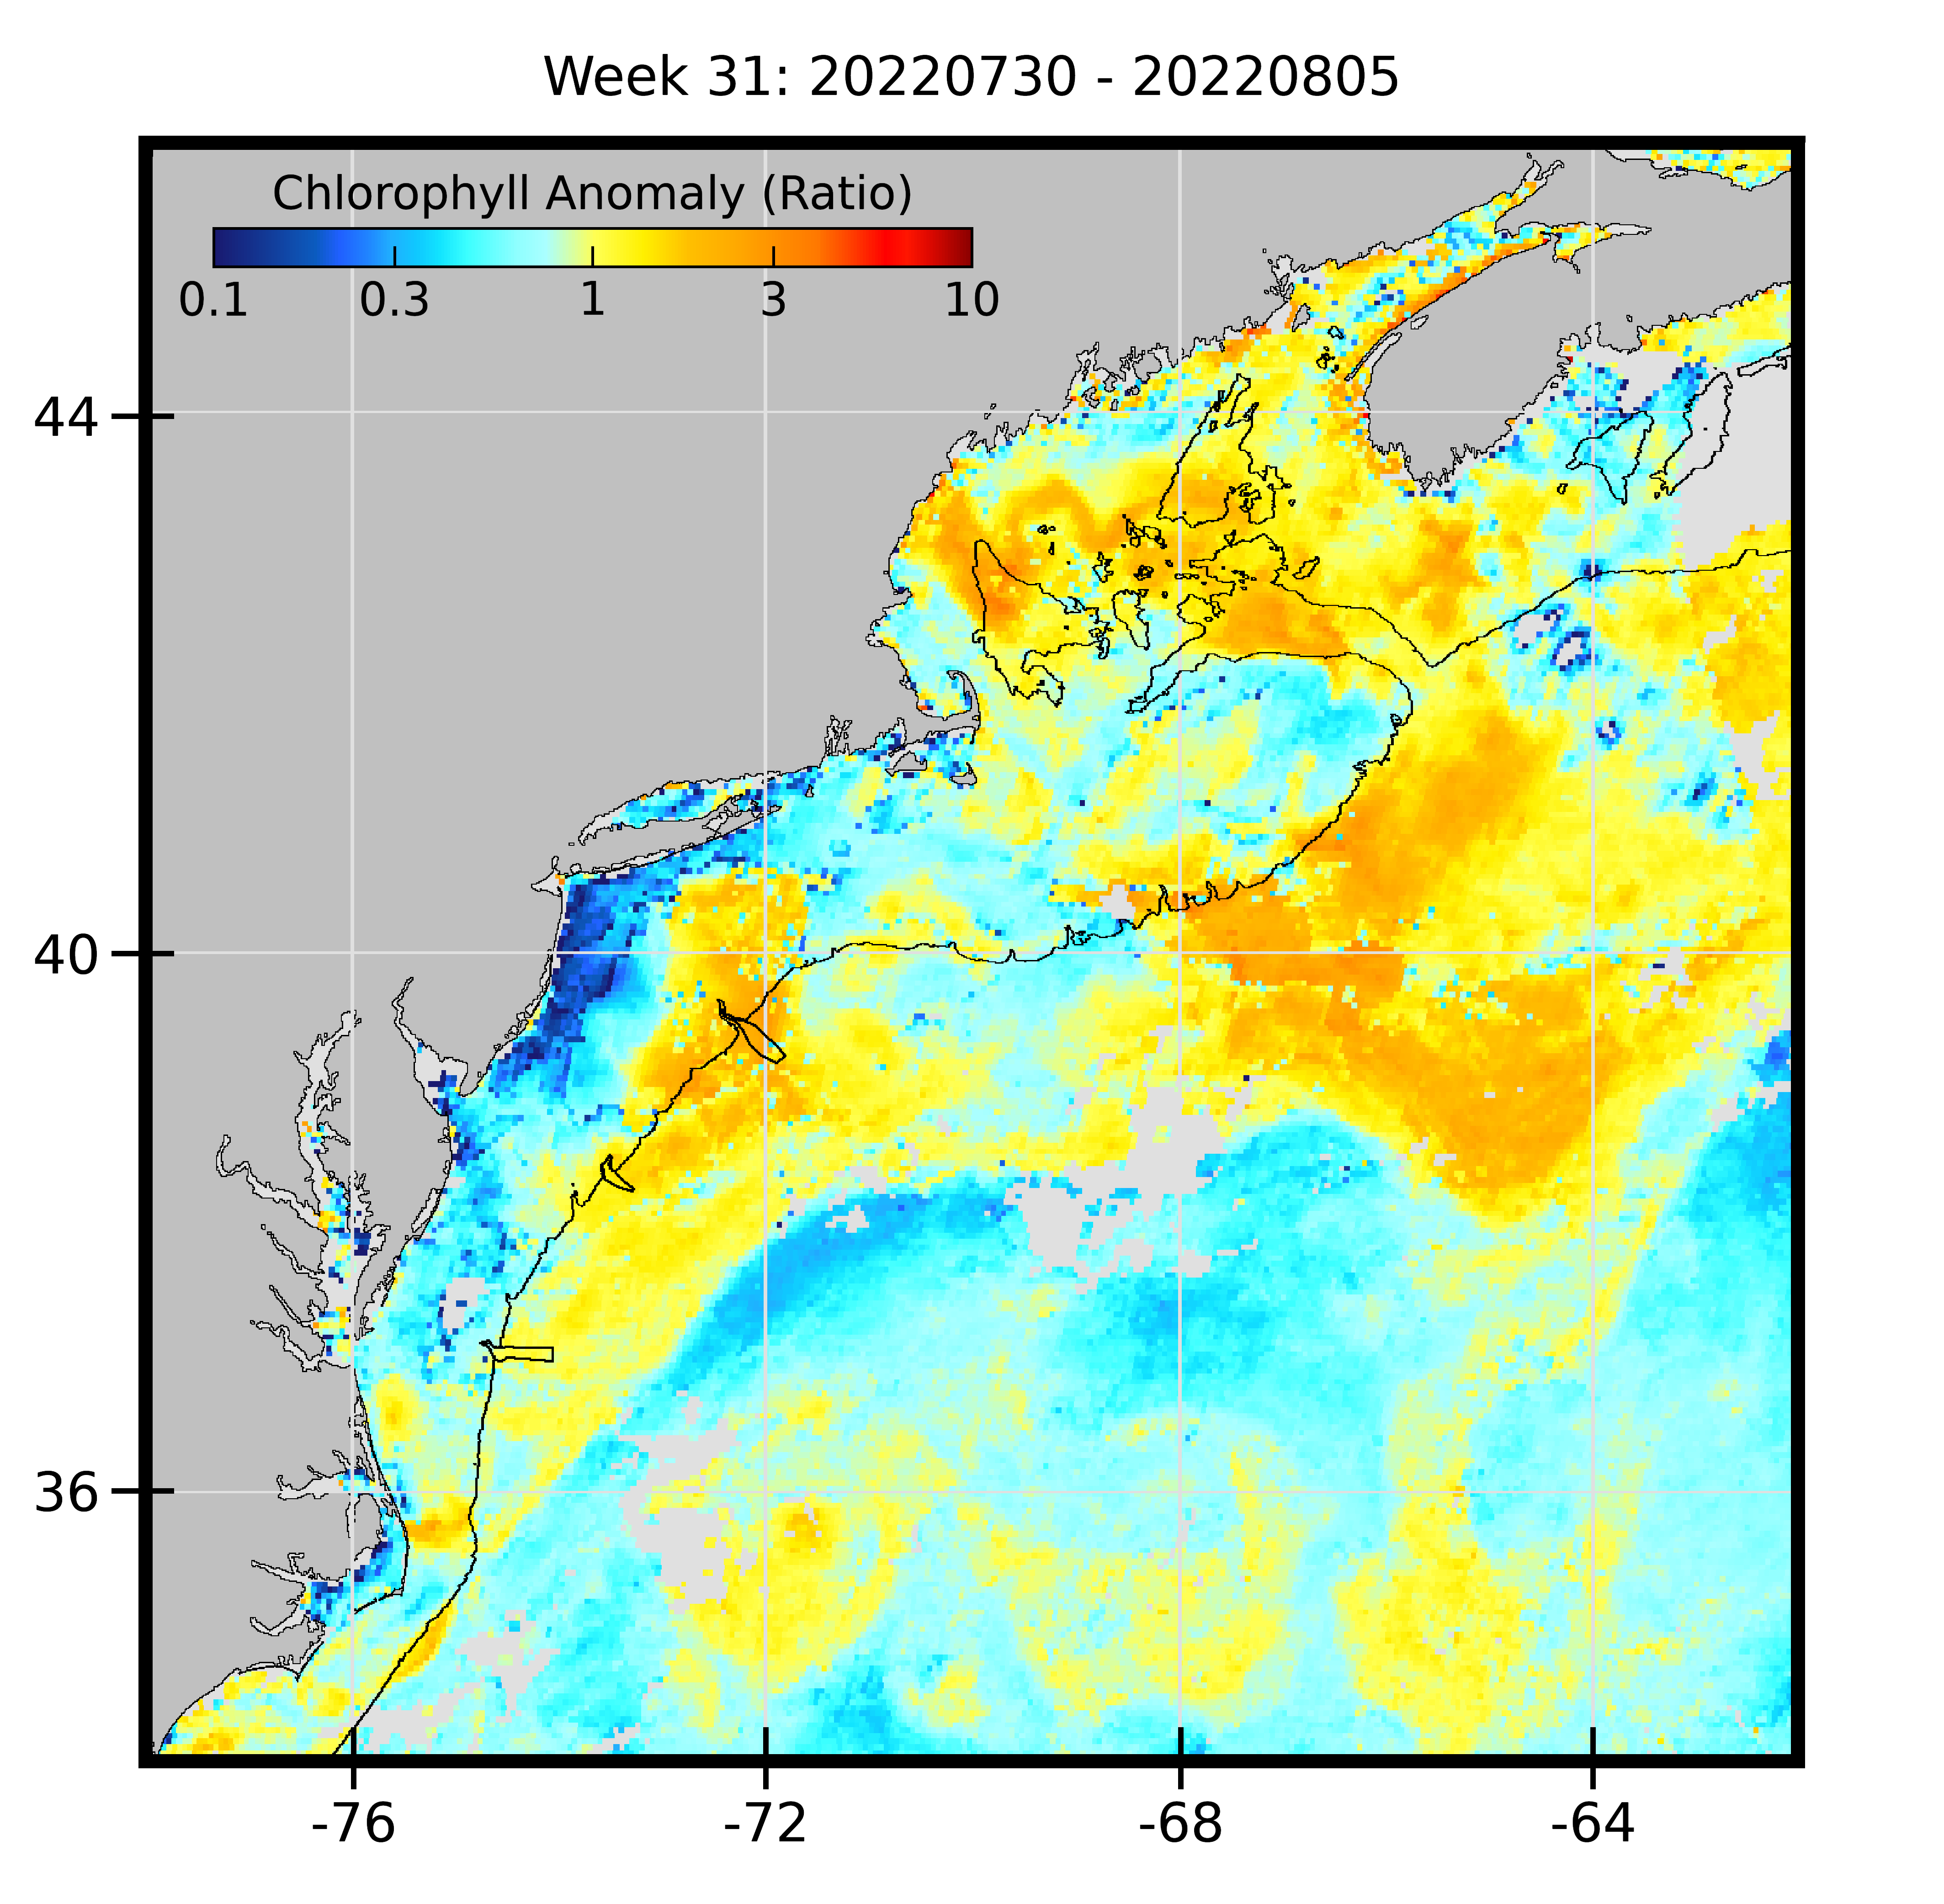 Week 31: 20220730 - 20220805
Chlorophyll Anomaly (Ratio)
0.1 0.3 1 3 10
44
40
36
-76 -72 -68 -64